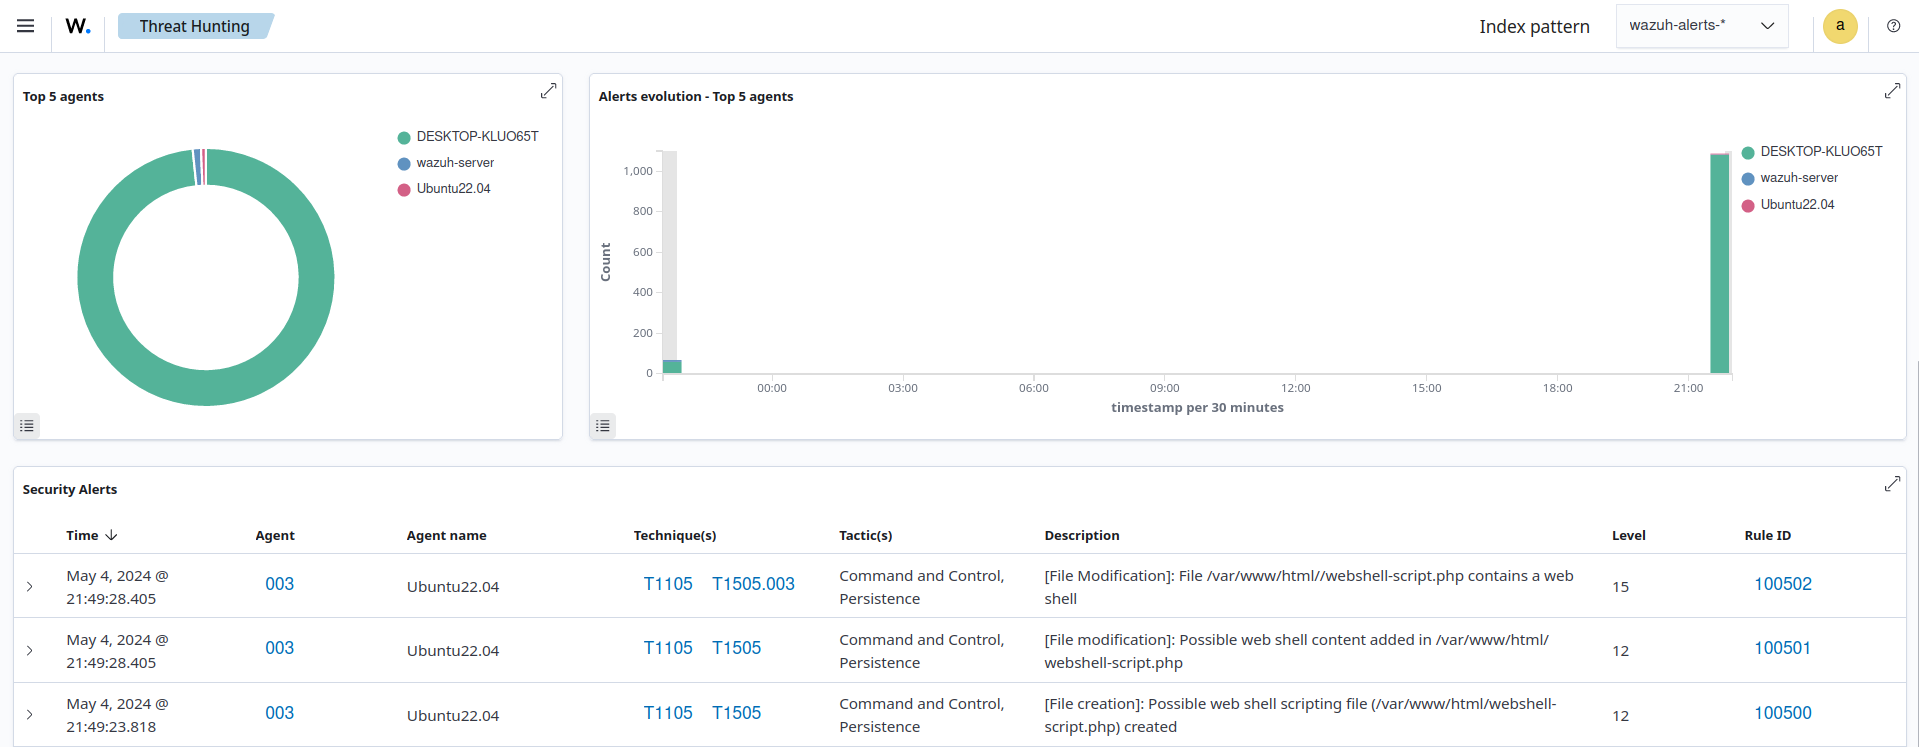 W.
Threat Hunting
Index pattern
wazuh-alerts-*
a
Top 5 agents
DESKTOP-KLUO65T
wazuh-server
Ubuntu22.04
Alerts evolution - Top 5 agents
1,000
800
600
400
200
0
Count
00:00
03:00
06:00
09:00
12:00
15:00
18:00
21:00
timestamp per 30 minutes
DESKTOP-KLUO65T
wazuh-server
Ubuntu22.04
Security Alerts
Time Agent Agent name Technique(s) Tactic(s) Description Level Rule ID
May 4, 2024 @
21:49:28.405
003
Ubuntu22.04
T1105 T1505.003
Command and Control,
Persistence
[File Modification]: File /var/www/html//webshell-script.php contains a web
shell
15
100502
May 4, 2024 @
21:49:28.405
003
Ubuntu22.04
T1105 T1505
Command and Control,
Persistence
[File modification]: Possible web shell content added in /var/www/html/
webshell-script.php
12
100501
May 4, 2024 @
21:49:23.818
003
Ubuntu22.04
T1105 T1505
Command and Control,
Persistence
[File creation]: Possible web shell scripting file (/var/www/html/webshell-
script.php) created
12
100500